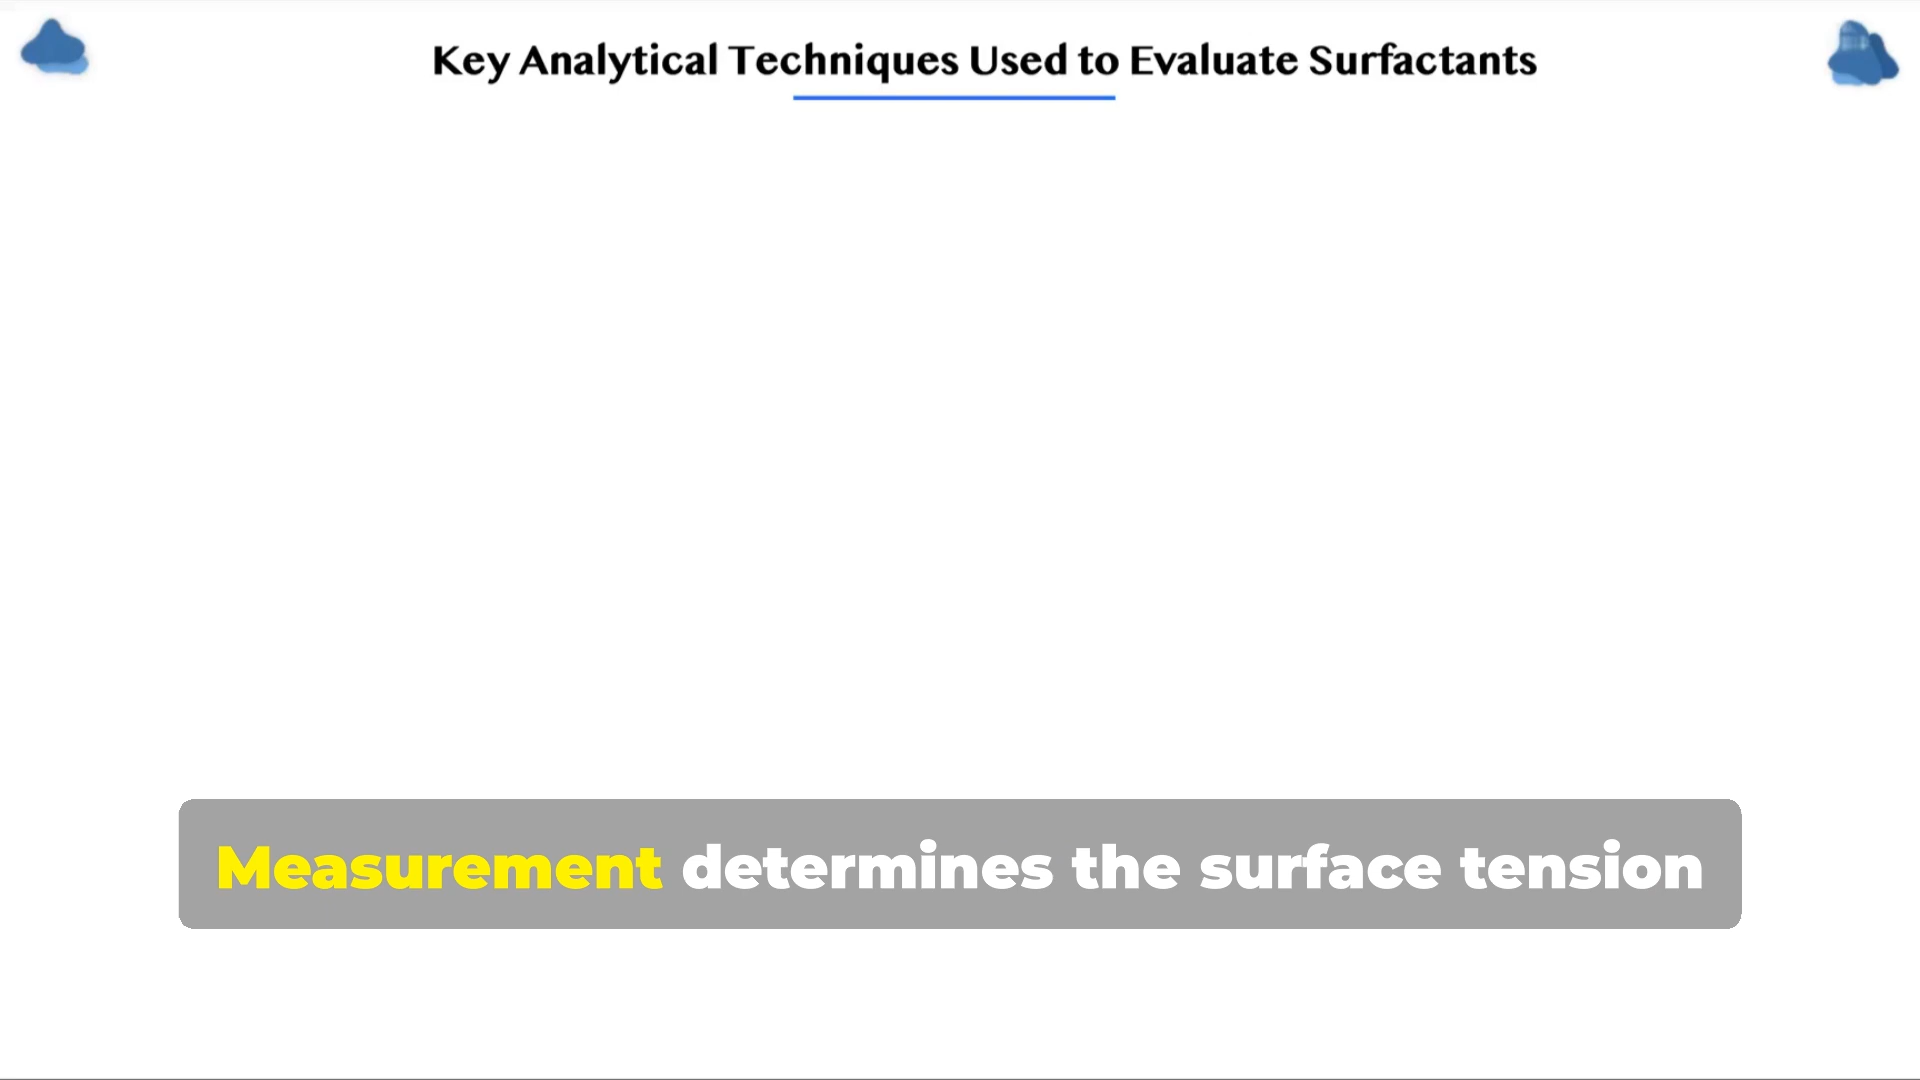 Key Analytical Techniques Used to Evaluate Surfactants
Measurement determines the surface tension